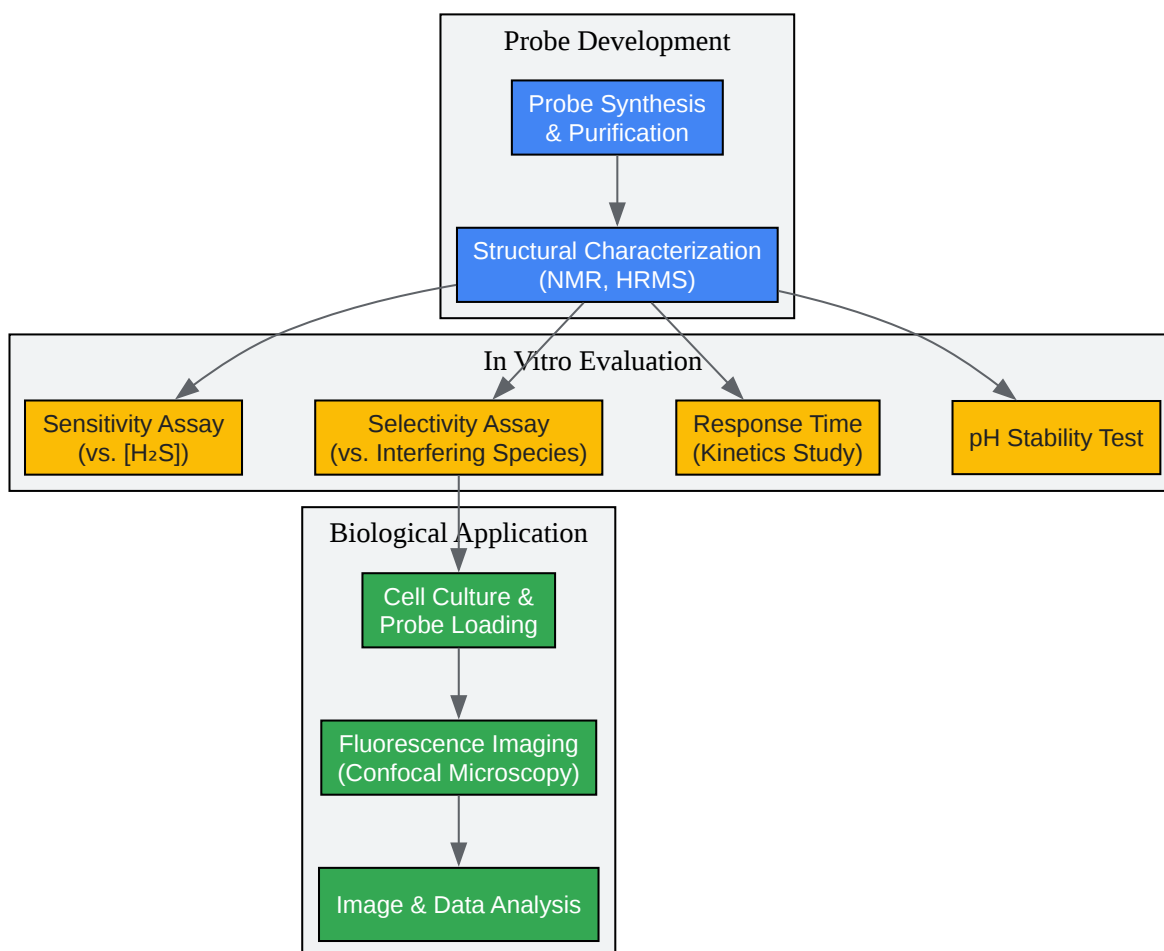 Probe Development
Probe Synthesis
& Purification
Structural Characterization
(NMR, HRMS)
In Vitro Evaluation
Sensitivity Assay
(vs. [H₂S])
Selectivity Assay
(vs. Interfering Species)
Response Time
(Kinetics Study)
pH Stability Test
Biological Application
Cell Culture &
Probe Loading
Fluorescence Imaging
(Confocal Microscopy)
Image & Data Analysis